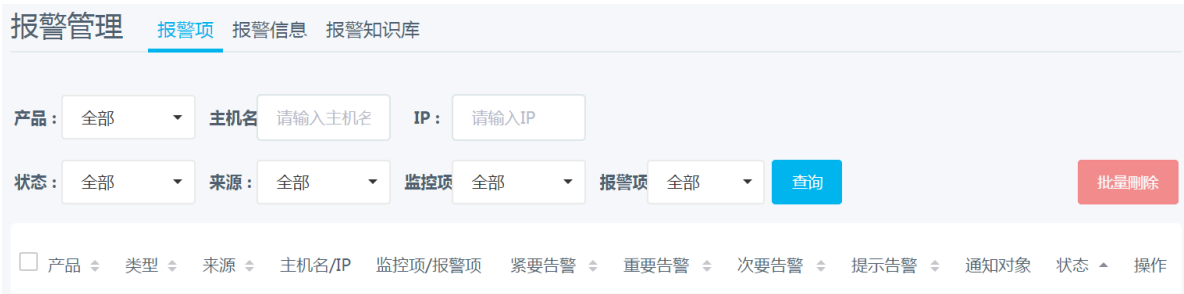 报警管理 报警项 报警信息 报警知识库
产品： 全部 主机名 请输入主机名 IP： 请输入IP
状态： 全部 来源： 全部 监控项 全部 报警项 全部 查询 批量删除
产品 类型 来源 主机名/IP 监控项/报警项 紧要告警 重要告警 次要告警 提示告警 通知对象 状态 操作